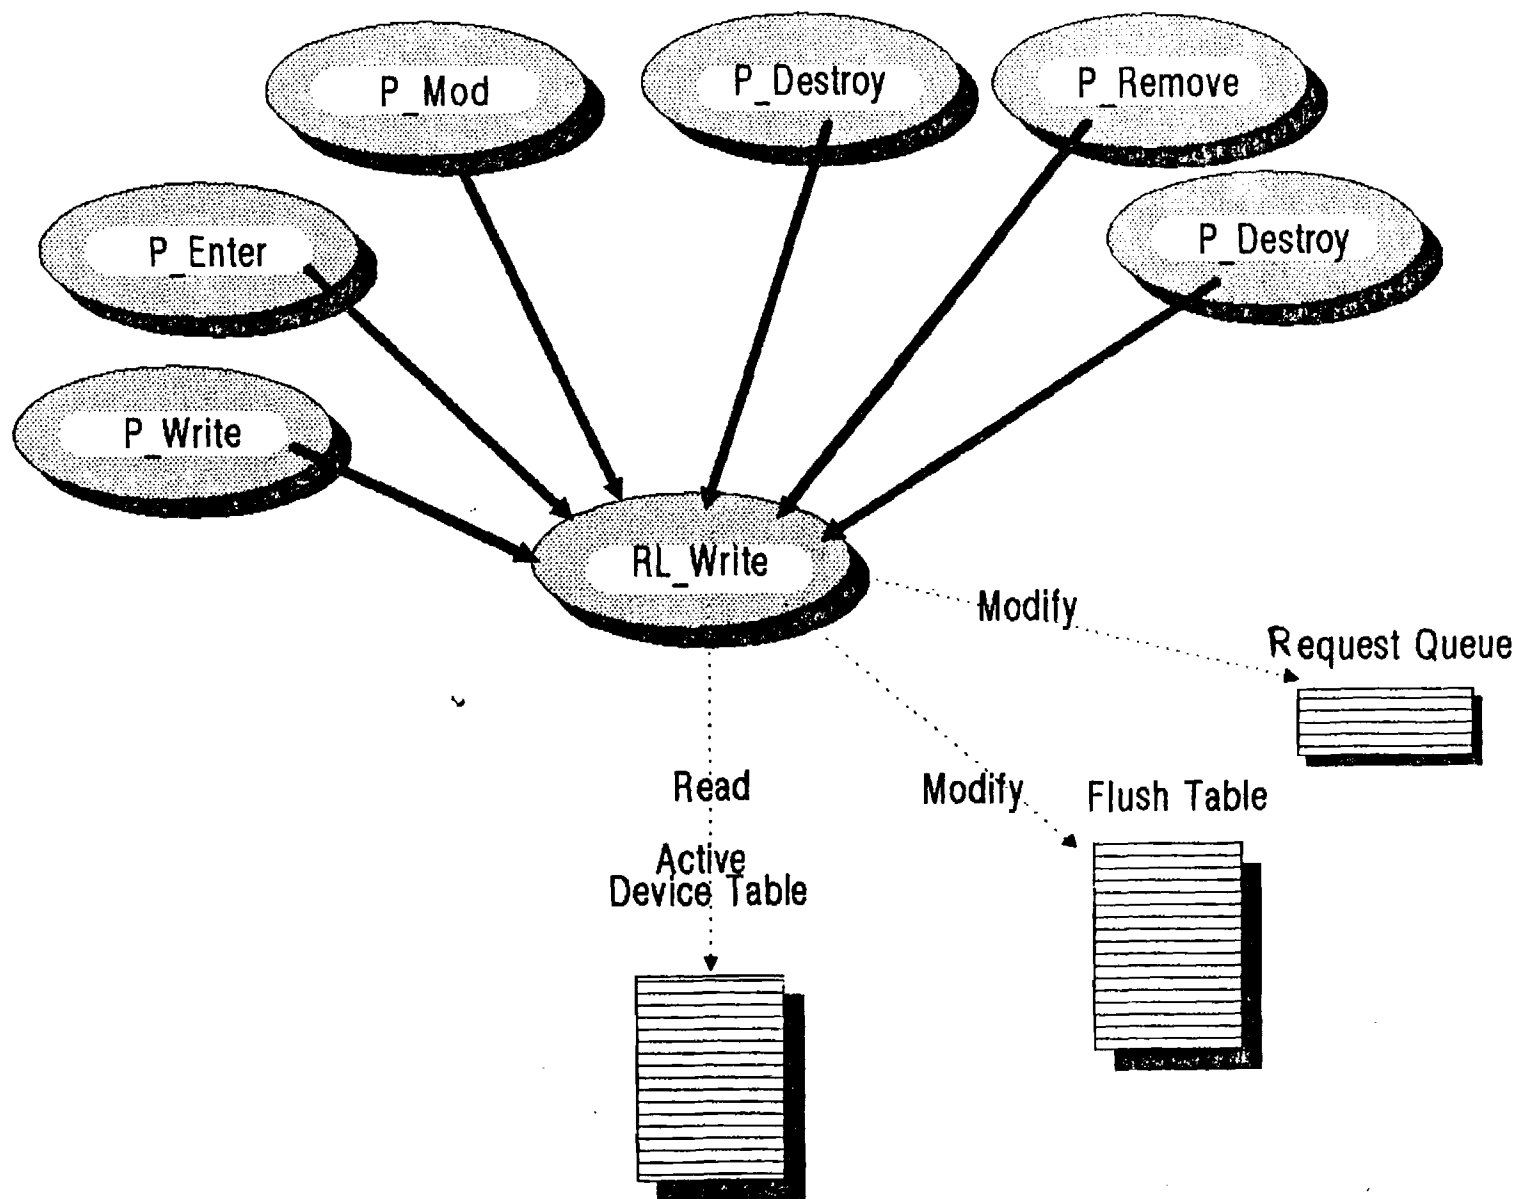 P_Mod
P_Destroy
P_Remove
P_Enter
P_Destroy
P_Write
RL_Write
Modify
Request Queue
Read
Modify
Flush Table
Active
Device Table